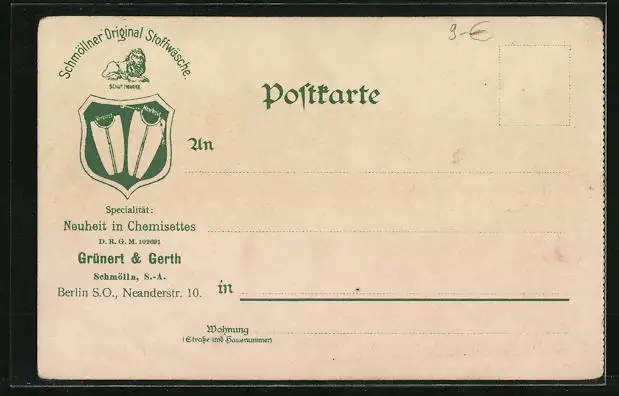 Schmöllner Original Stoffwäsche.
SCHUTZMARKE
9-€
Postkarte
An
Specialität:
Neuheit in Chemisettes
D. R. G. M. 102691
Grünert & Gerth
Schmölln, S.-A.
Berlin S.O., Neanderstr. 10.
in
Wohnung
(Straße und Hausnummer)